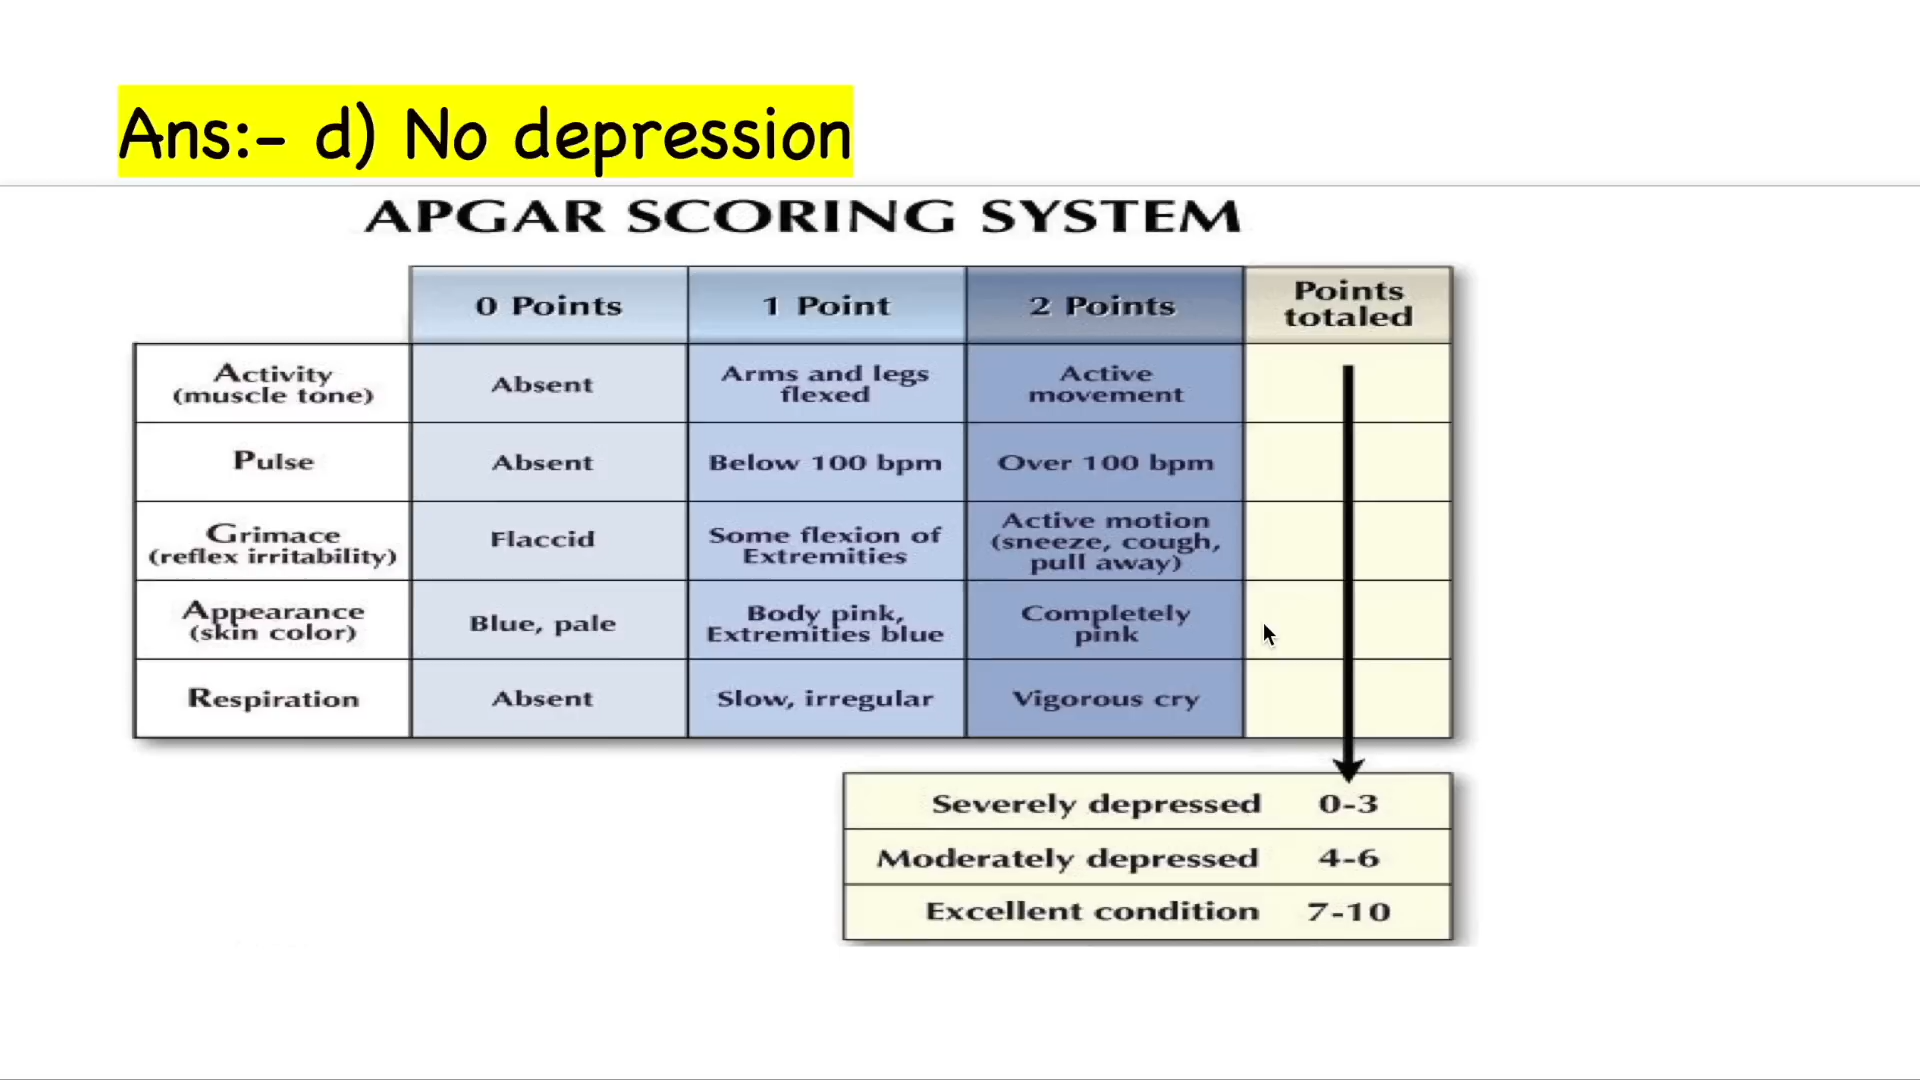 Ans:- d) No depression
APGAR SCORING SYSTEM
0 Points
1 Point
2 Points
Points
totaled
Activity
(muscle tone)
Absent
Arms and legs
flexed
Active
movement
Pulse
Absent
Below 100 bpm
Over 100 bpm
Grimace
(reflex irritability)
Flaccid
Some flexion of
Extremities
Active motion
(sneeze, cough,
pull away)
Appearance
(skin color)
Blue, pale
Body pink,
Extremities blue
Completely
pink
Respiration
Absent
Slow, irregular
Vigorous cry
Severely depressed 0-3
Moderately depressed 4-6
Excellent condition 7-10